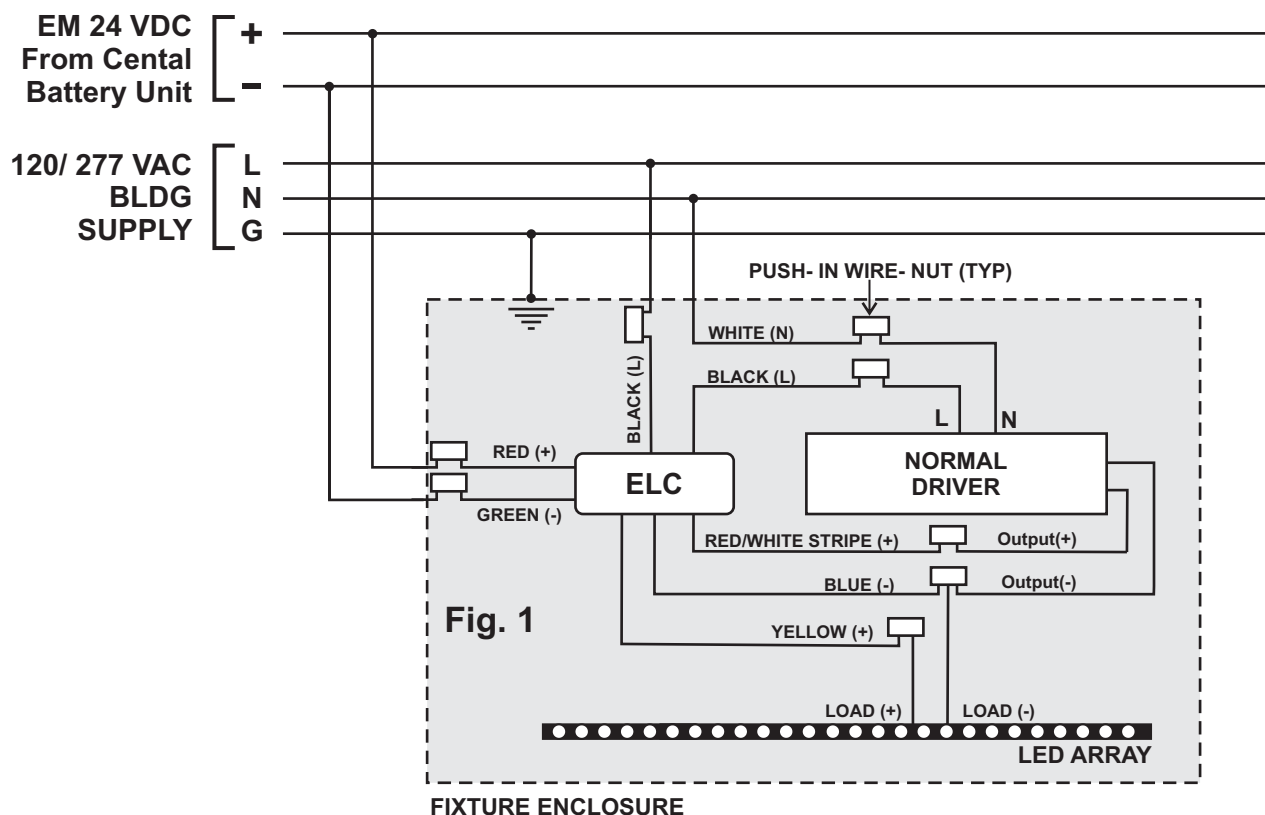 EM 24 VDC
From Cental
Battery Unit
+
-
120/ 277 VAC
BLDG
SUPPLY
L
N
G
PUSH- IN WIRE- NUT (TYP)
WHITE (N)
BLACK (L)
BLACK (L)
L
N
RED (+)
ELC
NORMAL
DRIVER
GREEN (-)
RED/WHITE STRIPE (+)
Output(+)
BLUE (-)
Output(-)
Fig. 1
YELLOW (+)
LOAD (+)
LOAD (-)
LED ARRAY
FIXTURE ENCLOSURE